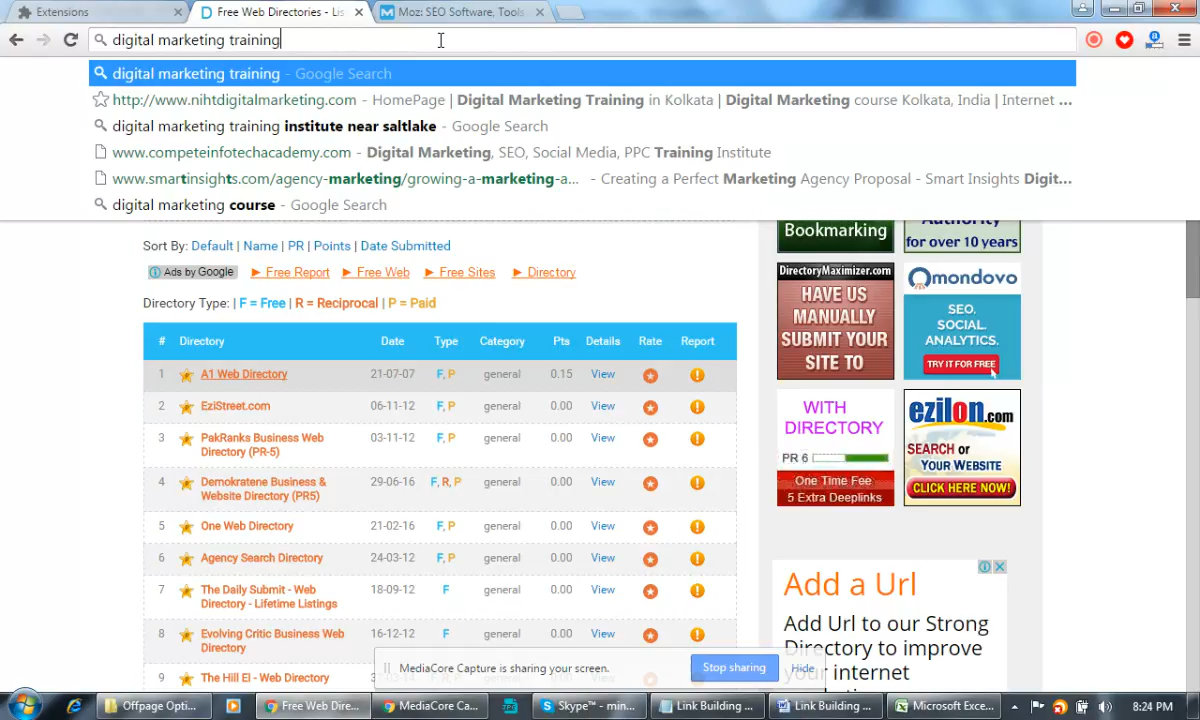 Extensions
Free Web Directories - Lis
Moz: SEO Software, Tools
digital marketing training
digital marketing training - Google Search
http://www.nihtdigitalmarketing.com - HomePage | Digital Marketing Training in Kolkata | Digital Marketing course Kolkata, India | Internet ...
digital marketing training institute near saltlake - Google Search
www.competeinfotechacademy.com - Digital Marketing, SEO, Social Media, PPC Training Institute
www.smartinsights.com/agency-marketing/growing-a-marketing-a... - Creating a Perfect Marketing Agency Proposal - Smart Insights Digit...
digital marketing course - Google Search
Sort By: Default | Name | PR | Points | Date Submitted
Ads by Google
► Free Report ► Free Web ► Free Sites ► Directory
Directory Type: | F = Free | R = Reciprocal | P = Paid
# Directory Date Type Category Pts Details Rate Report
1 A1 Web Directory 21-07-07 F, P general 0.15 View
2 EziStreet.com 06-11-12 F, P general 0.00 View
3 PakRanks Business Web Directory (PR-5) 03-11-12 F, P general 0.00 View
4 Demokratene Business & Website Directory (PR5) 29-06-16 F, R, P general 0.00 View
5 One Web Directory 21-02-16 F, P general 0.00 View
6 Agency Search Directory 24-03-12 F, P general 0.00 View
7 The Daily Submit - Web Directory - Lifetime Listings 18-09-12 F general 0.00 View
8 Evolving Critic Business Web Directory 16-12-12 F general 0.00 View
9 The Hill El - Web Directory
Bookmarking
Authority
for over 10 years
DirectoryMaximizer.com
HAVE US
MANUALLY
SUBMIT YOUR
SITE TO
mondovo
SEO.
SOCIAL.
ANALYTICS.
TRY IT FOR FREE
WITH
DIRECTORY
PR 6
One Time Fee
5 Extra Deeplinks
ezilon.com
SEARCH or
YOUR WEBSITE
CLICK HERE NOW!
Add a Url
Add Url to our Strong
Directory to improve
your internet
MediaCore Capture is sharing your screen.
Stop sharing
Hide
Offpage Opti...
Free Web Dire...
MediaCore Ca...
Skype™ - min...
Link Building ...
Link Building ...
Microsoft Exce...
8:24 PM